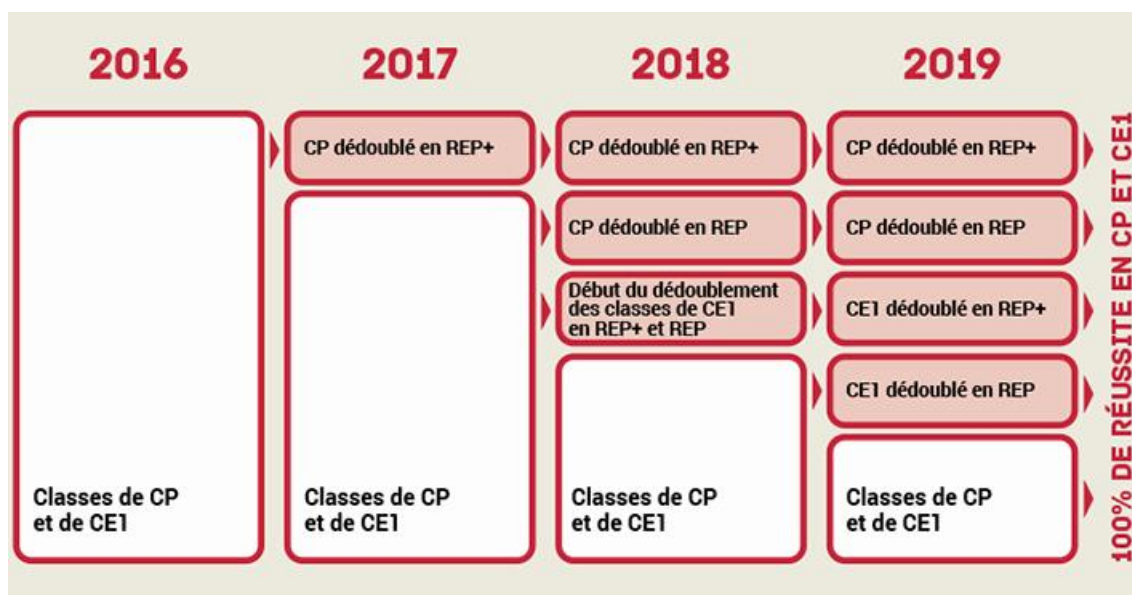 2016
2017
2018
2019
CP dédoublé en REP+
CP dédoublé en REP+
CP dédoublé en REP+
CP dédoublé en REP
CP dédoublé en REP
Début du dédoublement
des classes de CE1
en REP+ et REP
CE1 dédoublé en REP+
CE1 dédoublé en REP
Classes de CP
et de CE1
Classes de CP
et de CE1
Classes de CP
et de CE1
Classes de CP
et de CE1
100% DE RÉUSSITE EN CP ET CE1